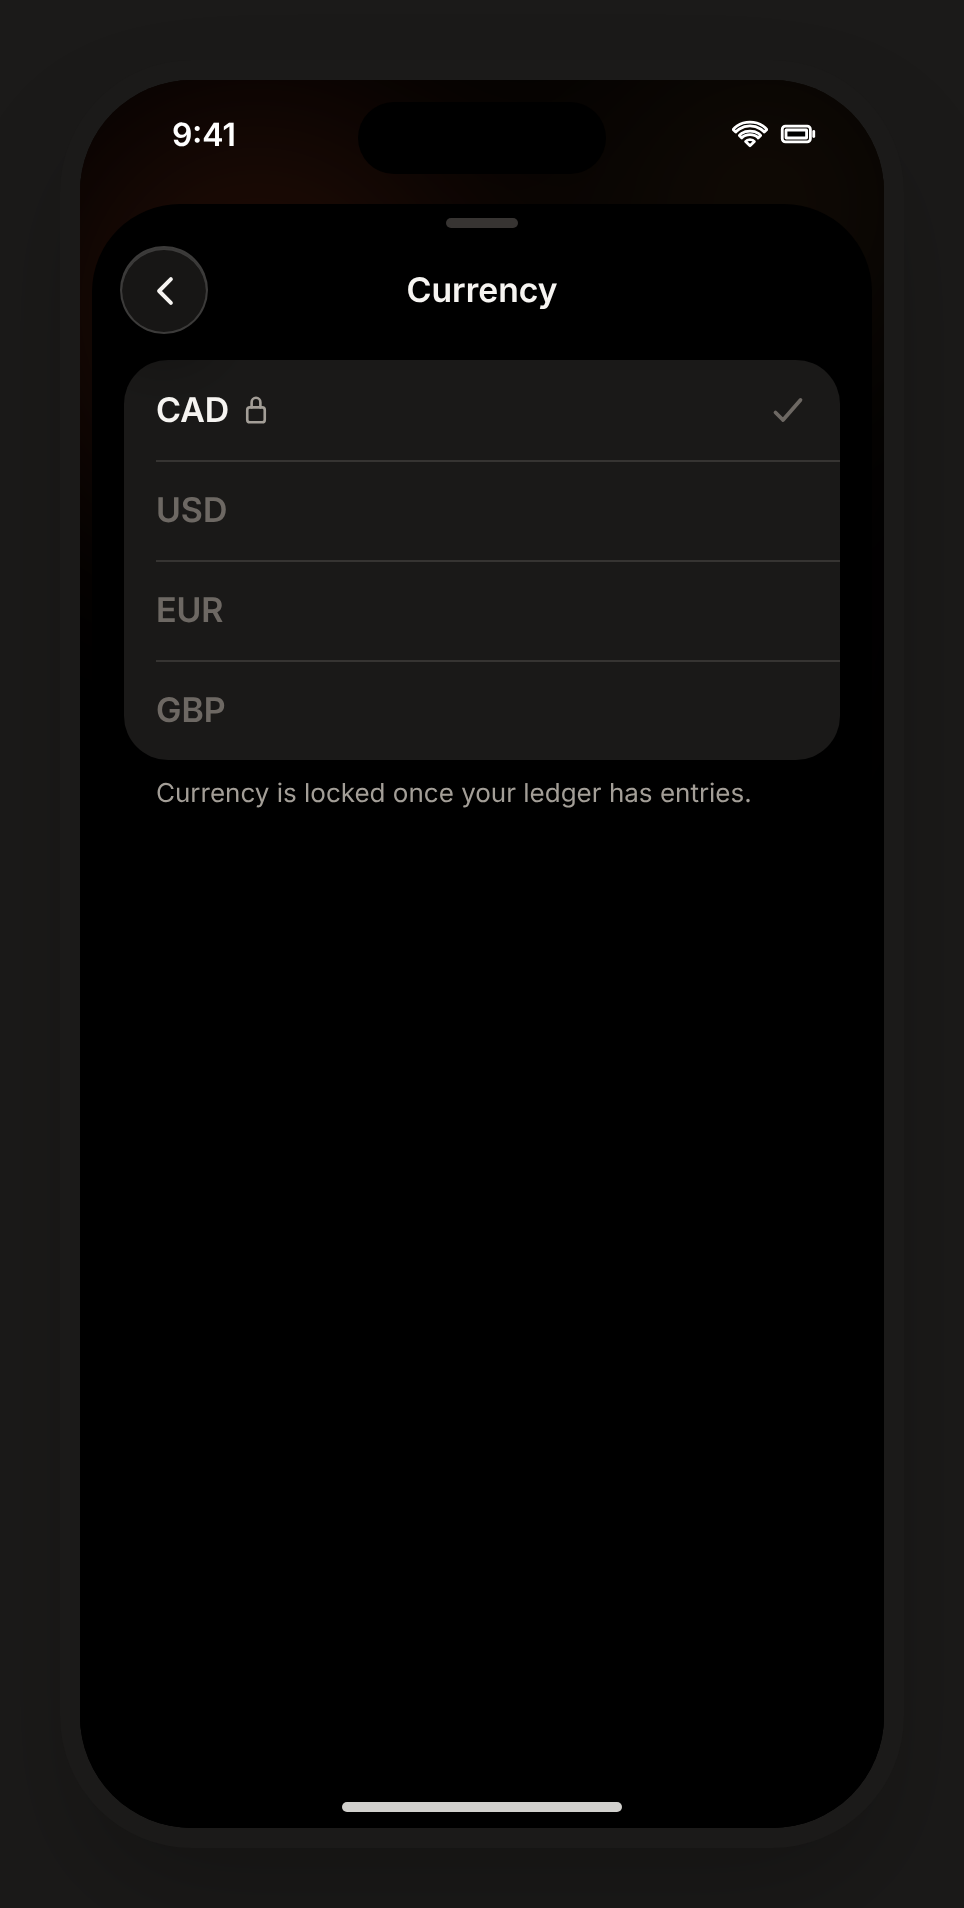 9:41
Currency
CAD
USD
EUR
GBP
Currency is locked once your ledger has entries.